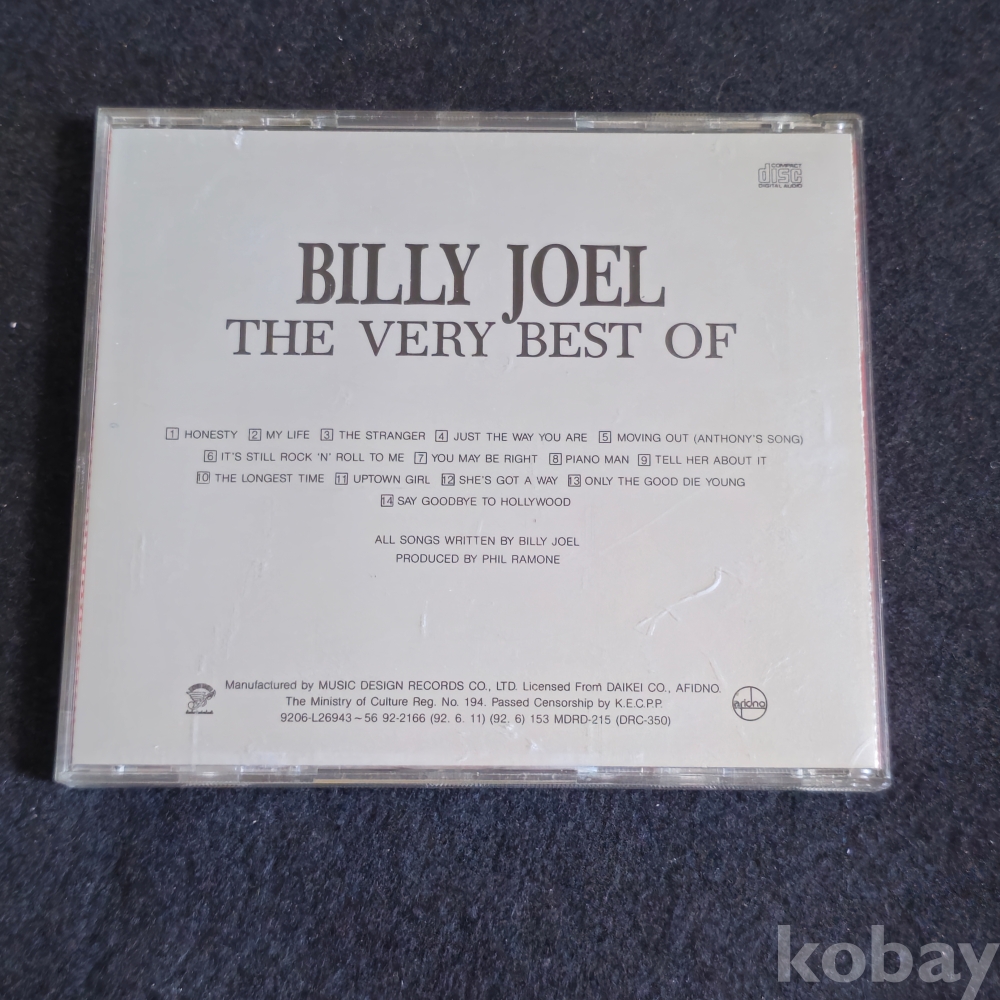 COMPACT
disc
DIGITAL AUDIO
BILLY JOEL
THE VERY BEST OF
1 HONESTY 2 MY LIFE 3 THE STRANGER 4 JUST THE WAY YOU ARE 5 MOVING OUT (ANTHONY'S SONG)
6 IT'S STILL ROCK 'N' ROLL TO ME 7 YOU MAY BE RIGHT 8 PIANO MAN 9 TELL HER ABOUT IT
10 THE LONGEST TIME 11 UPTOWN GIRL 12 SHE'S GOT A WAY 13 ONLY THE GOOD DIE YOUNG
14 SAY GOODBYE TO HOLLYWOOD
ALL SONGS WRITTEN BY BILLY JOEL
PRODUCED BY PHIL RAMONE
Manufactured by MUSIC DESIGN RECORDS CO., LTD. Licensed From DAIKEI CO., AFIDNO.
The Ministry of Culture Reg. No. 194. Passed Censorship by K.E.C.P.P.
9206-L26943~56 92-2166 (92. 6. 11) (92. 6) 153 MDRD-215 (DRC-350)
afidno
kobay